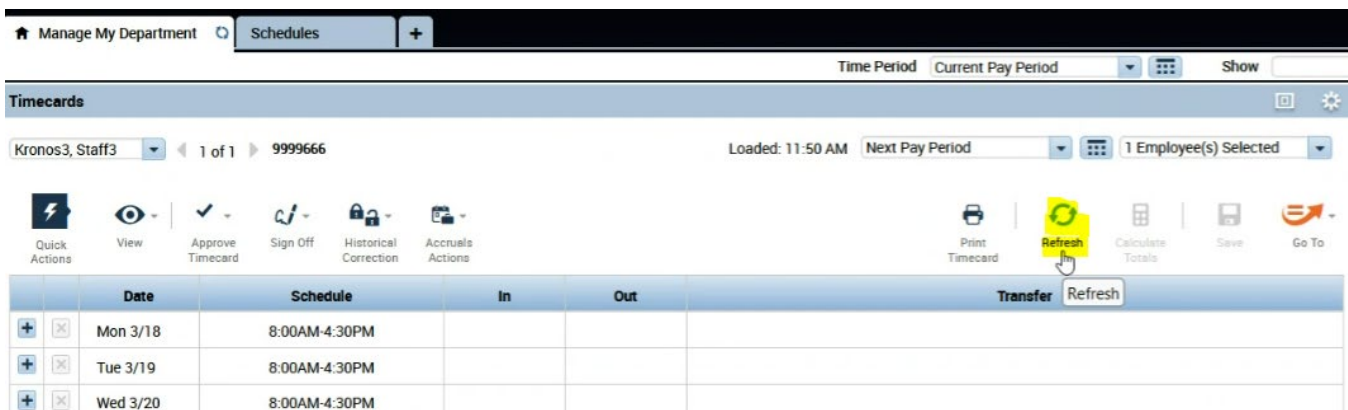 Manage My Department Schedules +
Time Period Current Pay Period Show
Timecards
Kronos3, Staff3 1 of 1 9999666 Loaded: 11:50 AM Next Pay Period 1 Employee(s) Selected
Quick Actions View Approve Timecard Sign Off Historical Correction Accruals Actions Print Timecard Refresh Calculate Totals Save Go To
Date Schedule In Out Transfer Refresh
Mon 3/18 8:00AM-4:30PM
Tue 3/19 8:00AM-4:30PM
Wed 3/20 8:00AM-4:30PM